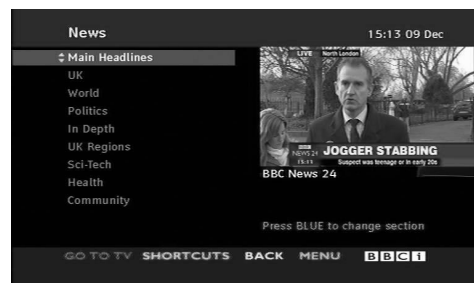 News 15:13 09 Dec
Main Headlines
UK
World
Politics
In Depth
UK Regions
Sci-Tech
Health
Community
LIVE North London
NEWS 24 JOGGER STABBING
15:13 Suspect was teenage or in early 20s
BBC News 24
Press BLUE to change section
GO TO TV SHORTCUTS BACK MENU BBCi